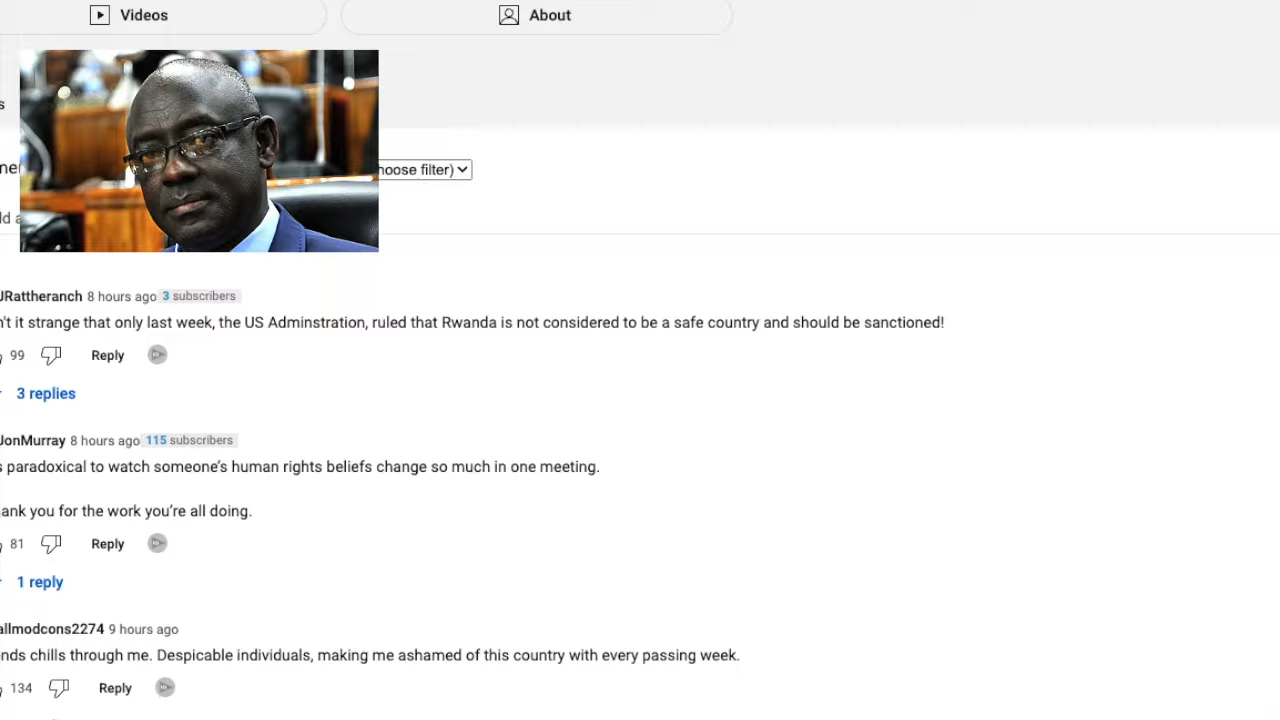 Videos
About
s
hoose filter)
JRattheranch 8 hours ago 3 subscribers
n't it strange that only last week, the US Adminstration, ruled that Rwanda is not considered to be a safe country and should be sanctioned!
99 Reply
3 replies
JonMurray 8 hours ago 115 subscribers
s paradoxical to watch someone's human rights beliefs change so much in one meeting.
ank you for the work you're all doing.
81 Reply
1 reply
allmodcons2274 9 hours ago
nds chills through me. Despicable individuals, making me ashamed of this country with every passing week.
134 Reply